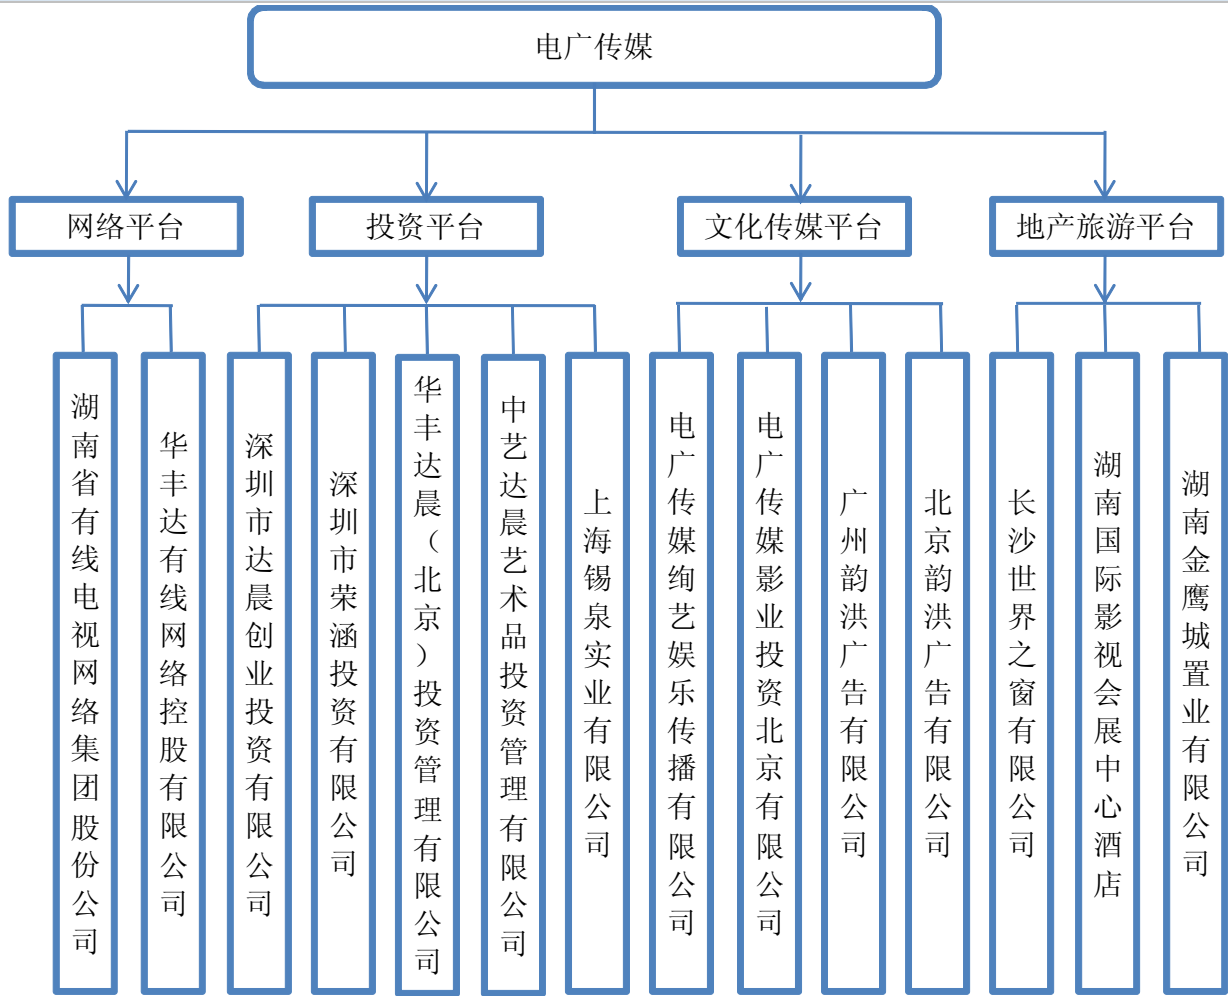 电广传媒
网络平台
投资平台
文化传媒平台
地产旅游平台
湖南省有线电视网络集团股份公司
华丰达有线网络控股有限公司
深圳市达晨创业投资有限公司
深圳市荣涵投资有限公司
华丰达晨（北京）投资管理有限公司
中艺达晨艺术品投资管理有限公司
上海锡泉实业有限公司
电广传媒绚艺娱乐传播有限公司
电广传媒影业投资北京有限公司
广州韵洪广告有限公司
北京韵洪广告有限公司
长沙世界之窗有限公司
湖南国际影视会展中心酒店
湖南金鹰城置业有限公司